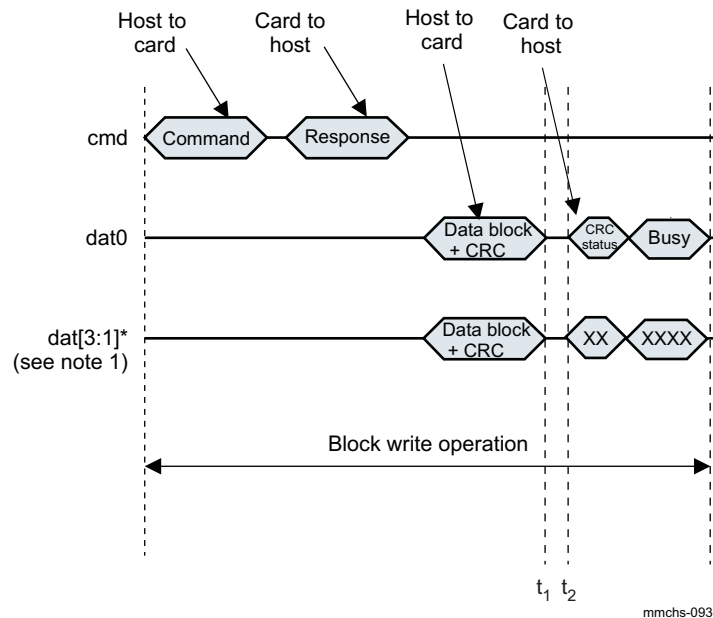 Host to
card
Card to
host
Host to
card
Card to
host
cmd
Command
Response
dat0
Data block
+ CRC
CRC
status
Busy
dat[3:1]*
(see note 1)
Data block
+ CRC
XX
XXXX
Block write operation
t1 t2
mmchs-093